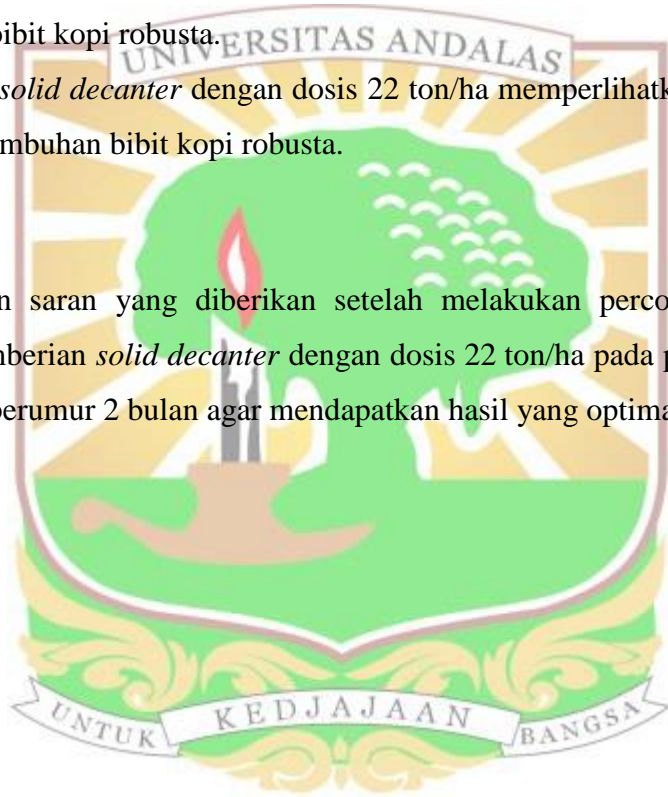 bibit kopi robusta.
UNIVERSITAS ANDALAS
solid decanter dengan dosis 22 ton/ha memperlihatk
mbuhan bibit kopi robusta.
n saran yang diberikan setelah melakukan perco
mberian solid decanter dengan dosis 22 ton/ha pada p
berumur 2 bulan agar mendapatkan hasil yang optima
UNTUK KEDJAJAAN BANGSA